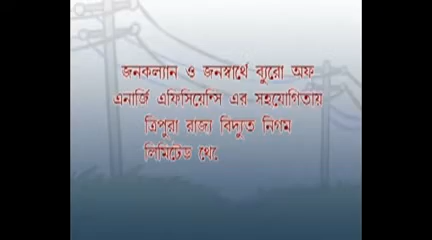 জনকল্যান ও জনস্বার্থে ব্যুরো অফ
এনার্জি এফিসিয়েন্সি এর সহযোগিতায়
ত্রিপুরা রাজ্য বিদ্যুত নিগম
লিমিটেড থে